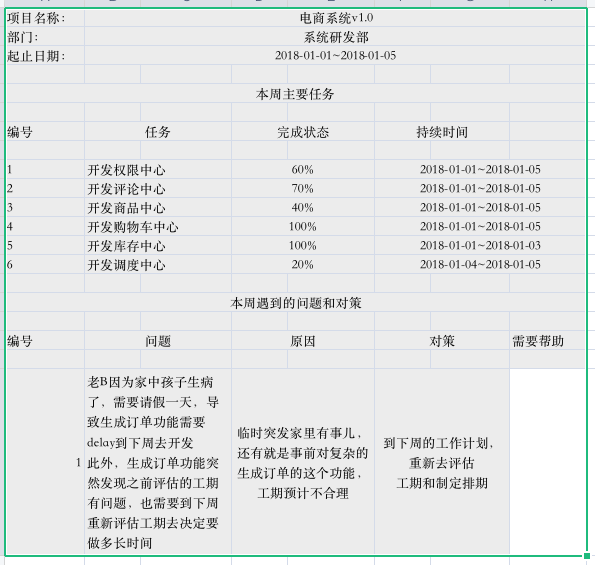 项目名称： 电商系统v1.0
部门： 系统研发部
起止日期： 2018-01-01~2018-01-05
本周主要任务
编号 任务 完成状态 持续时间
1 开发权限中心 60% 2018-01-01~2018-01-05
2 开发评论中心 70% 2018-01-01~2018-01-05
3 开发商品中心 40% 2018-01-01~2018-01-05
4 开发购物车中心 100% 2018-01-01~2018-01-05
5 开发库存中心 100% 2018-01-01~2018-01-03
6 开发调度中心 20% 2018-01-04~2018-01-05
本周遇到的问题和对策
编号 问题 原因 对策 需要帮助
1
老B因为家中孩子生病
了，需要请假一天，导
致生成订单功能需要
delay到下周去开发
此外，生成订单功能突
然发现之前评估的工期
有问题，也需要到下周
重新评估工期去决定要
做多长时间
临时突发家里有事儿，
还有就是事前对复杂的
生成订单的这个功能，
工期预计不合理
到下周的工作计划，
重新去评估
工期和制定排期